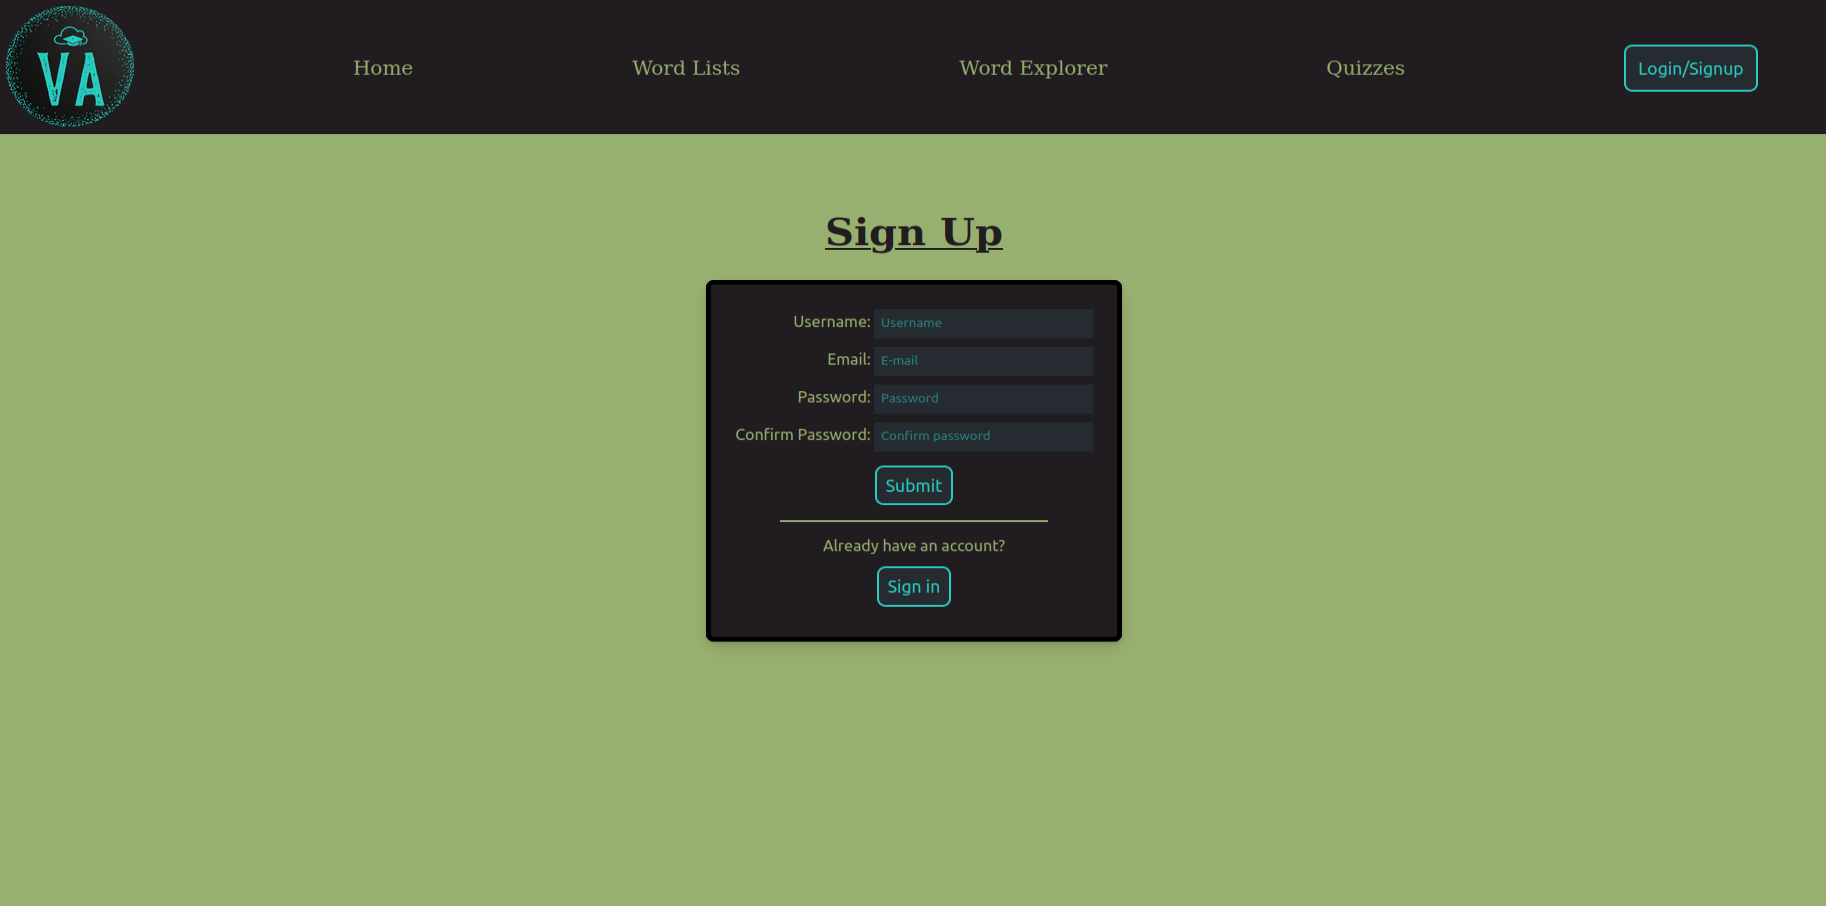 VA
Home Word Lists Word Explorer Quizzes Login/Signup
Sign Up
Username: Username
Email: E-mail
Password: Password
Confirm Password: Confirm password
Submit
Already have an account?
Sign in